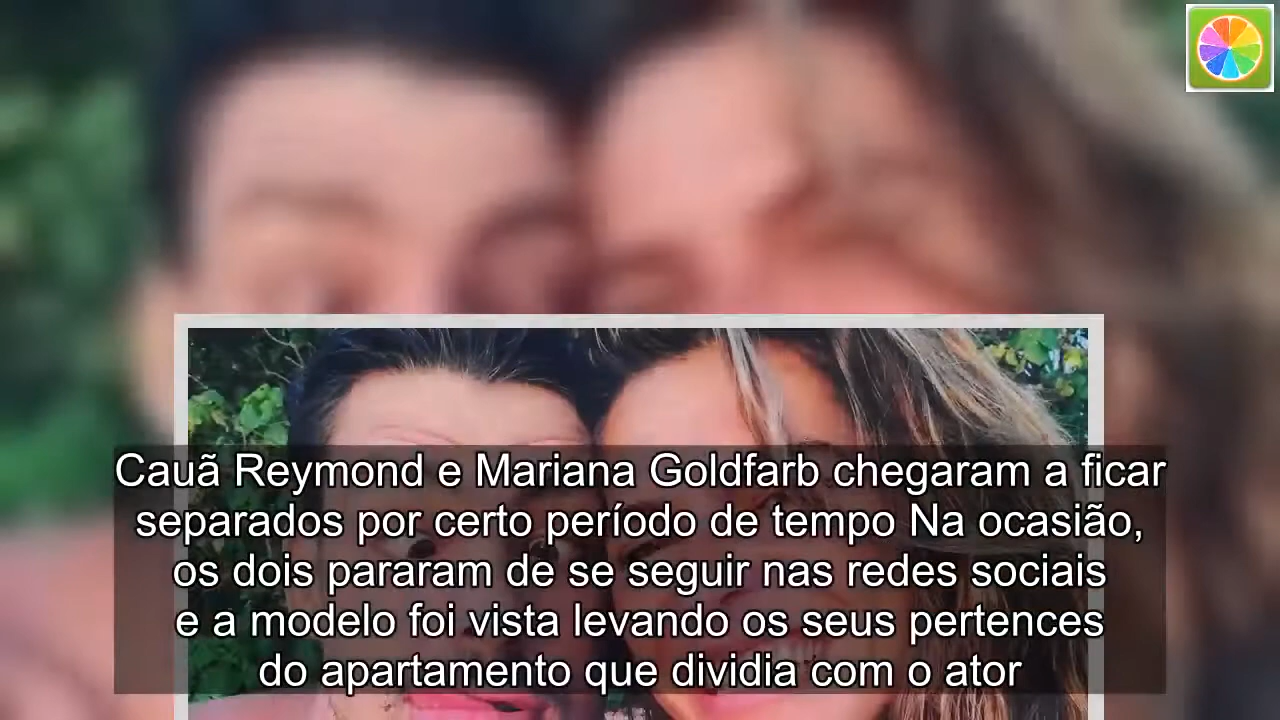 Cauã Reymond e Mariana Goldfarb chegaram a ficar
separados por certo período de tempo Na ocasião,
os dois pararam de se seguir nas redes sociais
e a modelo foi vista levando os seus pertences
do apartamento que dividia com o ator